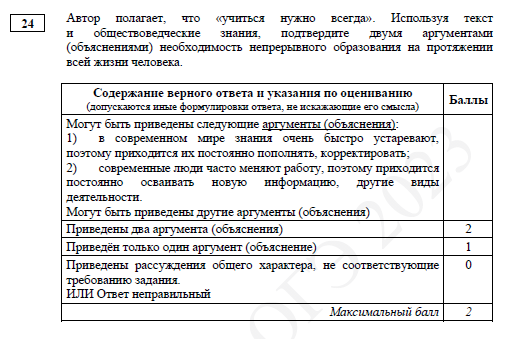 24
Автор полагает, что «учиться нужно всегда». Используя текст
и обществоведческие знания, подтвердите двумя аргументами
(объяснениями) необходимость непрерывного образования на протяжении
всей жизни человека.
Содержание верного ответа и указания по оцениванию
(допускаются иные формулировки ответа, не искажающие его смысла)
Баллы
Могут быть приведены следующие аргументы (объяснения):
1) в современном мире знания очень быстро устаревают,
поэтому приходится их постоянно пополнять, корректировать;
2) современные люди часто меняют работу, поэтому приходится
постоянно осваивать новую информацию, другие виды
деятельности.
Могут быть приведены другие аргументы (объяснения)
Приведены два аргумента (объяснения) 2
Приведён только один аргумент (объяснение) 1
Приведены рассуждения общего характера, не соответствующие 0
требованию задания.
ИЛИ Ответ неправильный
Максимальный балл 2
ОГЭ 2023